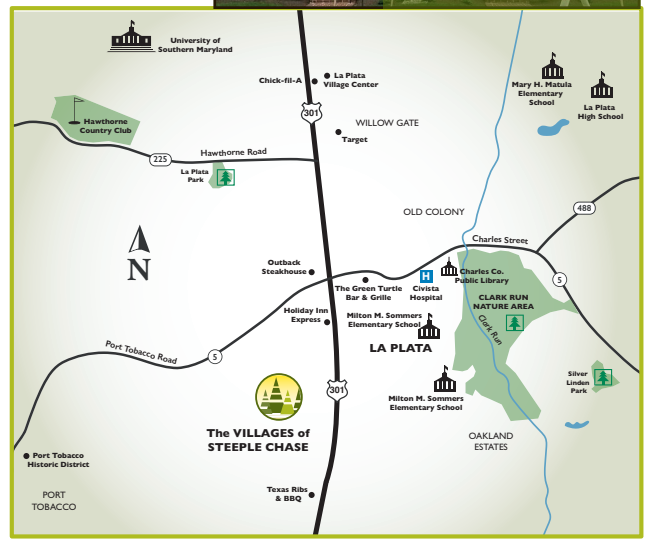 University of
Southern Maryland
Chick-fil-A
La Plata
Village Center
Mary H. Matula
Elementary
School
La Plata
High School
301
WILLOW GATE
Target
Hawthorne
Country Club
225
Hawthorne Road
La Plata
Park
488
OLD COLONY
Charles Street
N
Outback
Steakhouse
The Green Turtle
Bar & Grille
H
Civista
Hospital
Charles Co.
Public Library
5
CLARK RUN
NATURE AREA
Clark Run
Holiday Inn
Express
Milton M. Sommers
Elementary School
LA PLATA
Port Tobacco Road
5
301
Milton M. Sommers
Elementary School
Silver
Linden
Park
The VILLAGES of
STEEPLE CHASE
OAKLAND
ESTATES
Port Tobacco
Historic District
PORT
TOBACCO
Texas Ribs
& BBQ